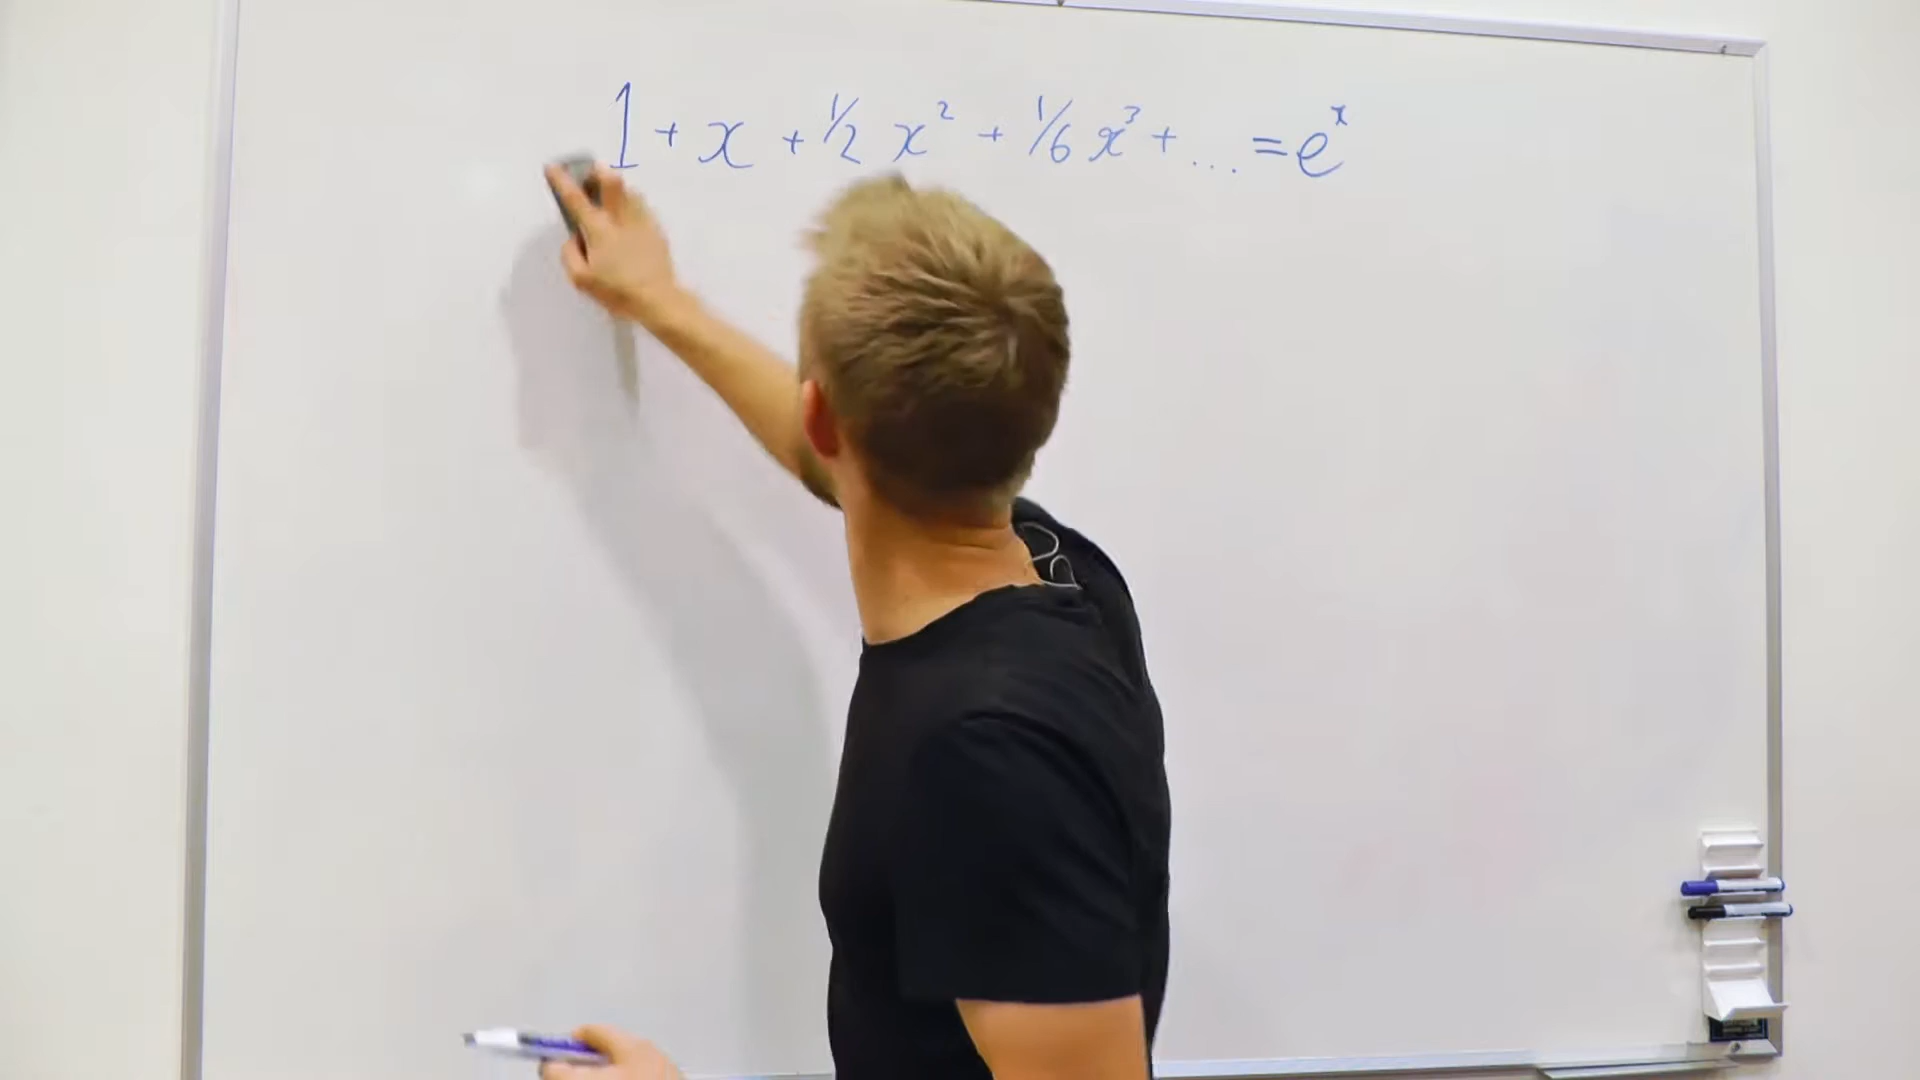 1 + x + 1/2 x² + 1/6 x³ + ... = eˣ